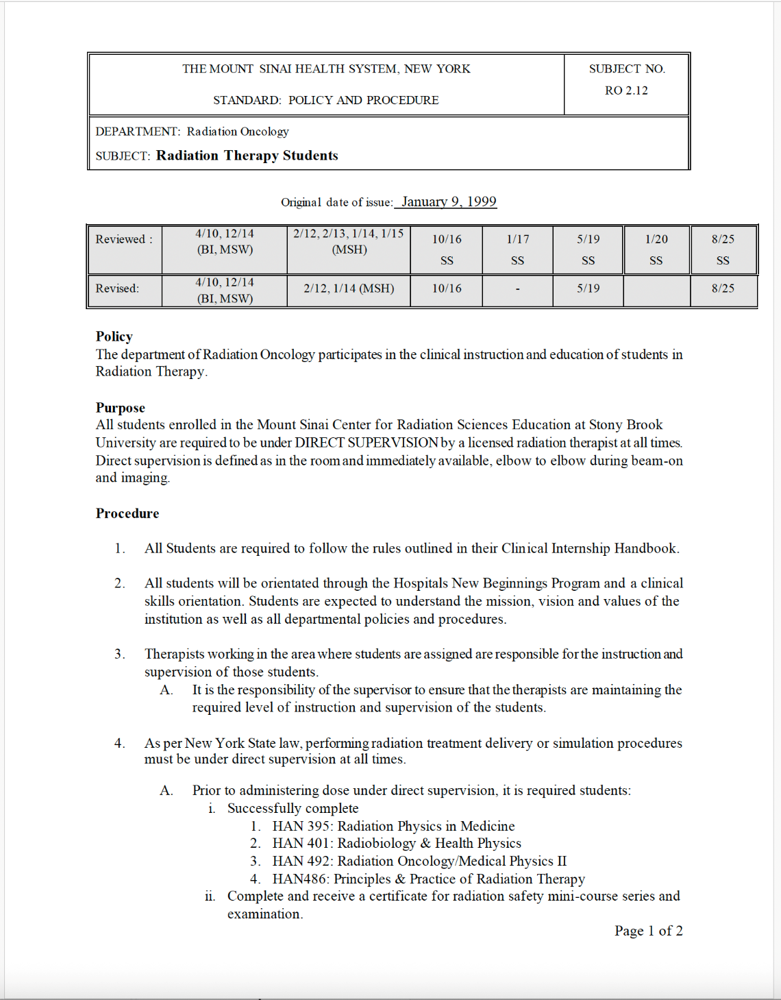 THE MOUNT SINAI HEALTH SYSTEM, NEW YORK
STANDARD: POLICY AND PROCEDURE
SUBJECT NO.
RO 2.12
DEPARTMENT: Radiation Oncology
SUBJECT: Radiation Therapy Students
Original date of issue: January 9, 1999
Reviewed : 4/10, 12/14 (BI, MSW) 2/12, 2/13, 1/14, 1/15 (MSH) 10/16 SS 1/17 SS 5/19 SS 1/20 SS 8/25 SS
Revised: 4/10, 12/14 (BI, MSW) 2/12, 1/14 (MSH) 10/16 - 5/19 8/25
Policy
The department of Radiation Oncology participates in the clinical instruction and education of students in
Radiation Therapy.
Purpose
All students enrolled in the Mount Sinai Center for Radiation Sciences Education at Stony Brook
University are required to be under DIRECT SUPERVISION by a licensed radiation therapist at all times.
Direct supervision is defined as in the room and immediately available, elbow to elbow during beam-on
and imaging.
Procedure
1. All Students are required to follow the rules outlined in their Clinical Internship Handbook.
2. All students will be orientated through the Hospitals New Beginnings Program and a clinical
skills orientation. Students are expected to understand the mission, vision and values of the
institution as well as all departmental policies and procedures.
3. Therapists working in the area where students are assigned are responsible for the instruction and
supervision of those students.
A. It is the responsibility of the supervisor to ensure that the therapists are maintaining the
required level of instruction and supervision of the students.
4. As per New York State law, performing radiation treatment delivery or simulation procedures
must be under direct supervision at all times.
A. Prior to administering dose under direct supervision, it is required students:
i. Successfully complete
1. HAN 395: Radiation Physics in Medicine
2. HAN 401: Radiobiology & Health Physics
3. HAN 492: Radiation Oncology/Medical Physics II
4. HAN486: Principles & Practice of Radiation Therapy
ii. Complete and receive a certificate for radiation safety mini-course series and
examination.
Page 1 of 2